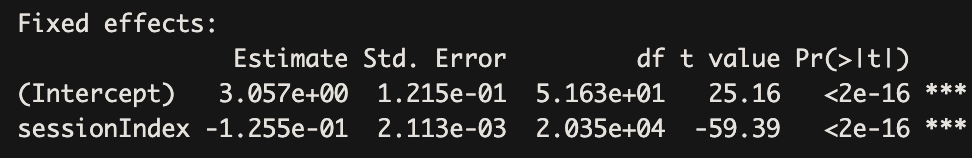 Fixed effects:
Estimate Std. Error df t value Pr(>|t|)
(Intercept) 3.057e+00 1.215e-01 5.163e+01 25.16 <2e-16 ***
sessionIndex -1.255e-01 2.113e-03 2.035e+04 -59.39 <2e-16 ***